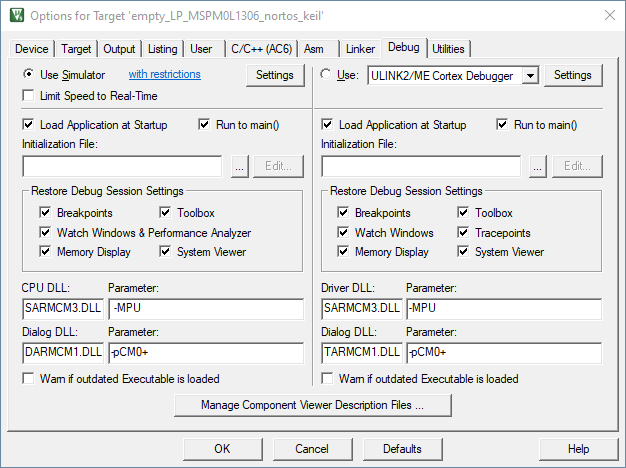 Options for Target 'empty_LP_MSPM0L1306_nortos_keil'
Device Target Output Listing User C/C++ (AC6) Asm Linker Debug Utilities
Use Simulator with restrictions Settings
Limit Speed to Real-Time
Load Application at Startup Run to main()
Initialization File:
... Edit...
Restore Debug Session Settings
Breakpoints Toolbox
Watch Windows & Performance Analyzer
Memory Display System Viewer
CPU DLL: Parameter:
SARMCM3.DLL -MPU
Dialog DLL: Parameter:
DARMCM1.DLL -pCM0+
Warn if outdated Executable is loaded
Use: ULINK2/ME Cortex Debugger Settings
Load Application at Startup Run to main()
Initialization File:
... Edit...
Restore Debug Session Settings
Breakpoints Toolbox
Watch Windows Tracepoints
Memory Display System Viewer
Driver DLL: Parameter:
SARMCM3.DLL -MPU
Dialog DLL: Parameter:
TARMCM1.DLL -pCM0+
Warn if outdated Executable is loaded
Manage Component Viewer Description Files ...
OK Cancel Defaults Help